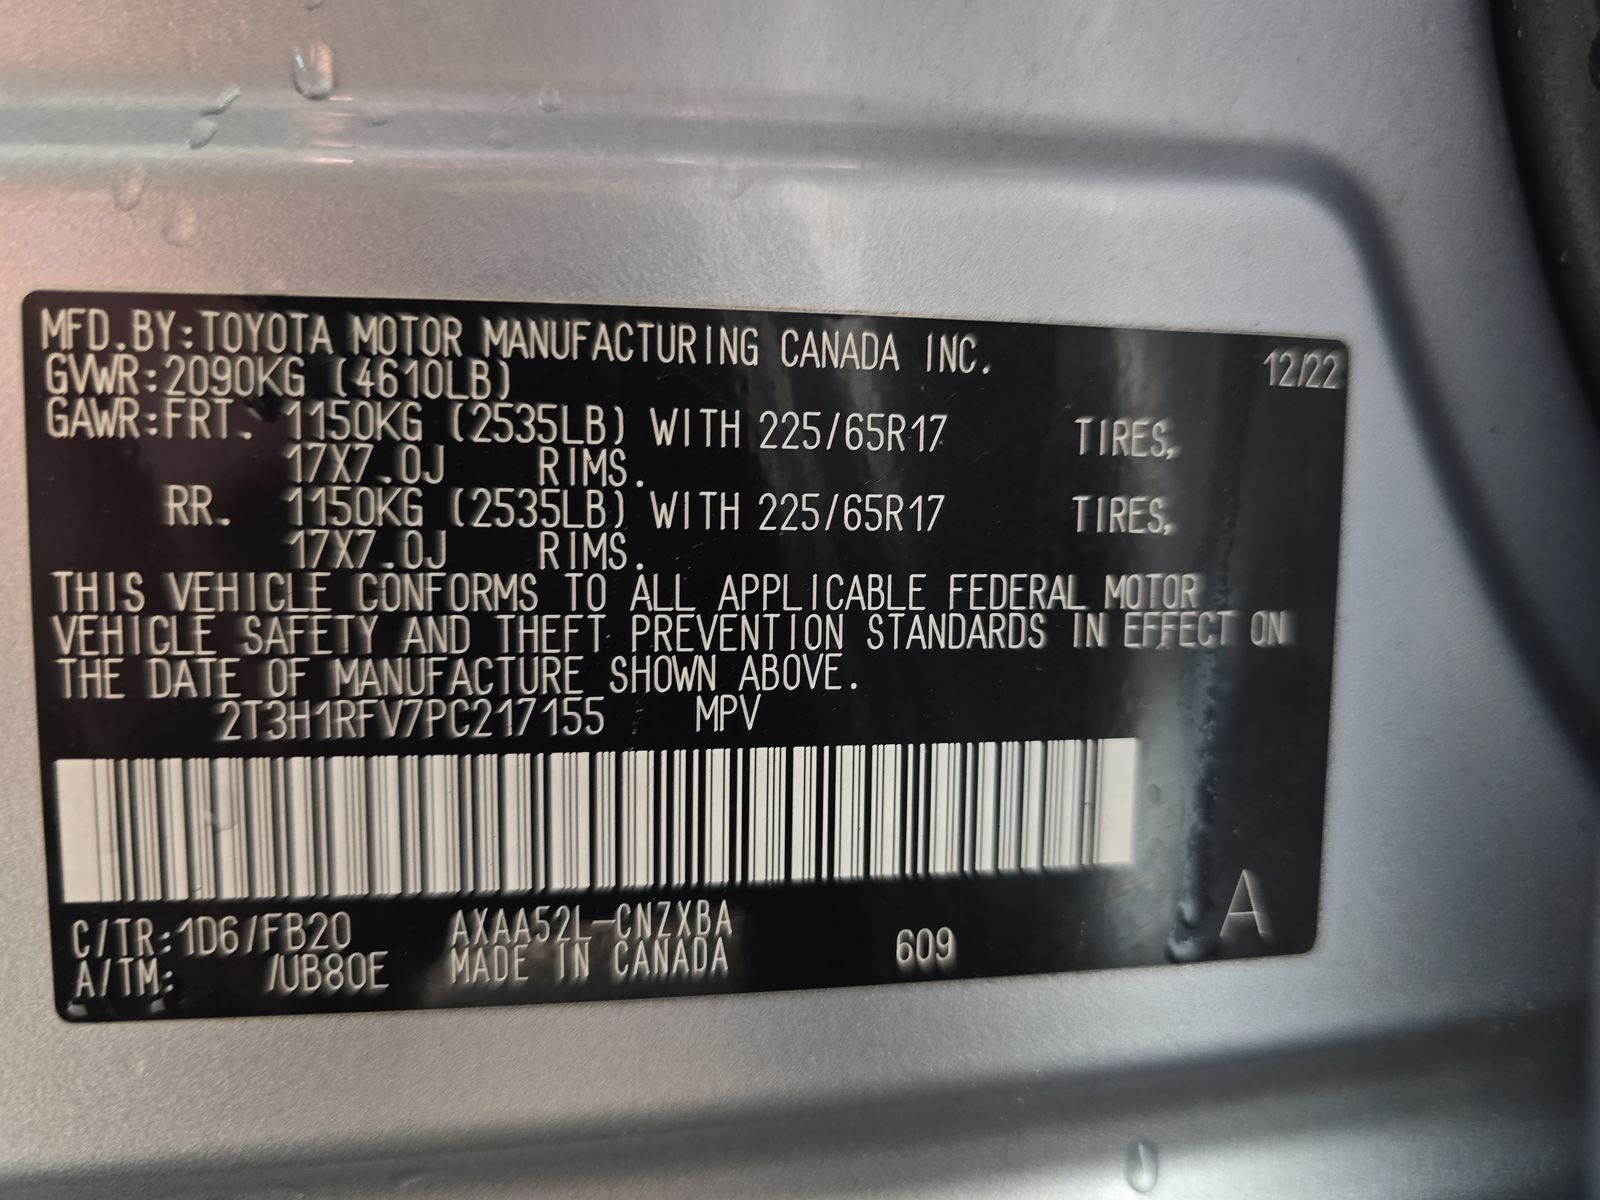 MFD.BY:TOYOTA MOTOR MANUFACTURING CANADA INC. 12/22
GVWR:2090KG (4610LB)
GAWR:FRT. 1150KG (2535LB) WITH 225/65R17 TIRES,
17X7.0J RIMS.
RR. 1150KG (2535LB) WITH 225/65R17 TIRES,
17X7.0J RIMS.
THIS VEHICLE CONFORMS TO ALL APPLICABLE FEDERAL MOTOR
VEHICLE SAFETY AND THEFT PREVENTION STANDARDS IN EFFECT ON
THE DATE OF MANUFACTURE SHOWN ABOVE.
2T3H1RFV7PC217155 MPV
C/TR:1D6/FB20 AXAA52L-CNZXBA
A/TM: /UB80E MADE IN CANADA 609 A